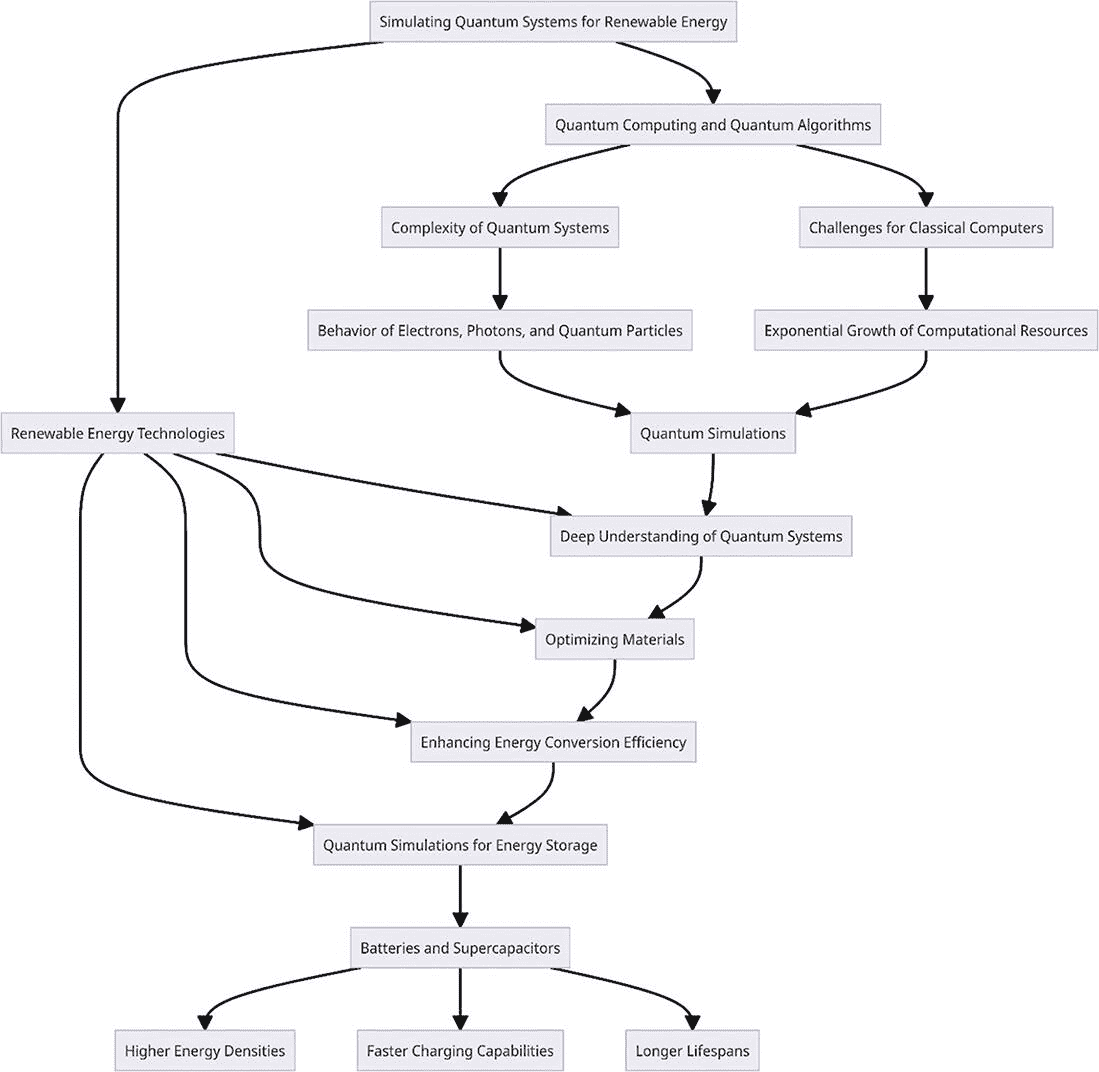 Simulating Quantum Systems for Renewable Energy
Quantum Computing and Quantum Algorithms
Complexity of Quantum Systems
Challenges for Classical Computers
Behavior of Electrons, Photons, and Quantum Particles
Exponential Growth of Computational Resources
Renewable Energy Technologies
Quantum Simulations
Deep Understanding of Quantum Systems
Optimizing Materials
Enhancing Energy Conversion Efficiency
Quantum Simulations for Energy Storage
Batteries and Supercapacitors
Higher Energy Densities
Faster Charging Capabilities
Longer Lifespans